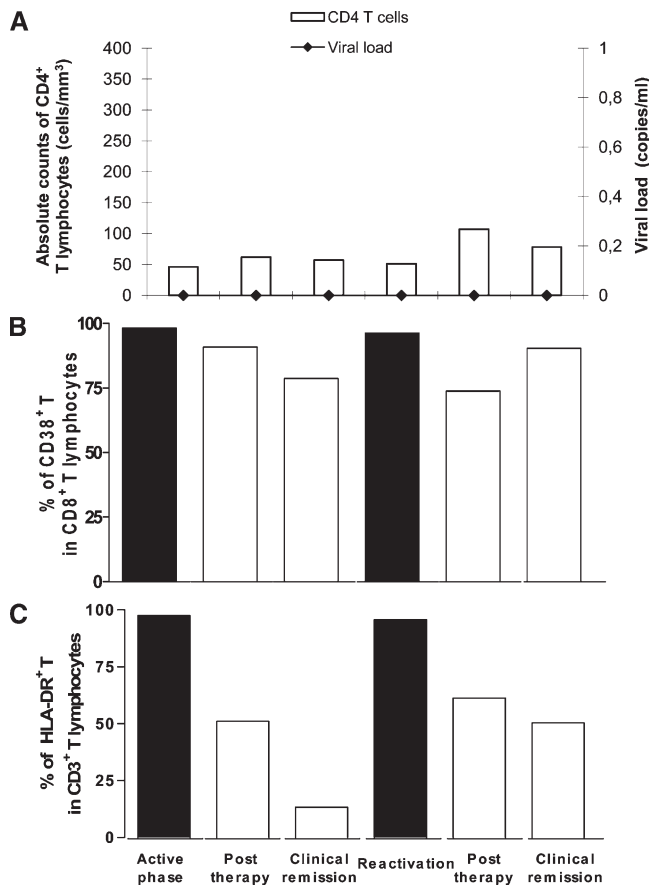 A
CD4 T cells
Viral load
Absolute counts of CD4⁺
T lymphocytes (cells/mm³)
400
350
300
250
200
150
100
50
0
1
0,8
0,6
0,4
0,2
0
Viral load (copies/ml)
B
% of CD38⁺ T
in CD8⁺ T lymphocytes
100
75
50
25
0
C
% of HLA-DR⁺ T
in CD3⁺ T lymphocytes
100
75
50
25
0
Active
phase
Post
therapy
Clinical
remission
Reactivation
Post
therapy
Clinical
remission